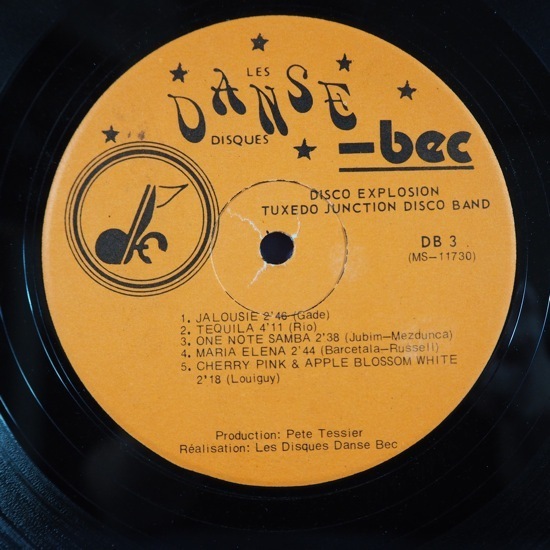 LES
DANSE
DISQUES
-bec
DISCO EXPLOSION
TUXEDO JUNCTION DISCO BAND
DB 3
(MS-11730)
1. JALOUSIE 2'46 (Gade)
2. TEQUILA 4'11 (Rio)
3. ONE NOTE SAMBA 2'38 (Jubim-Mezdunca)
4. MARIA ELENA 2'44 (Barcetala-Russell)
5. CHERRY PINK & APPLE BLOSSOM WHITE
2'18 (Louiguy)
Production: Pete Tessier
Réalisation: Les Disques Danse Bec